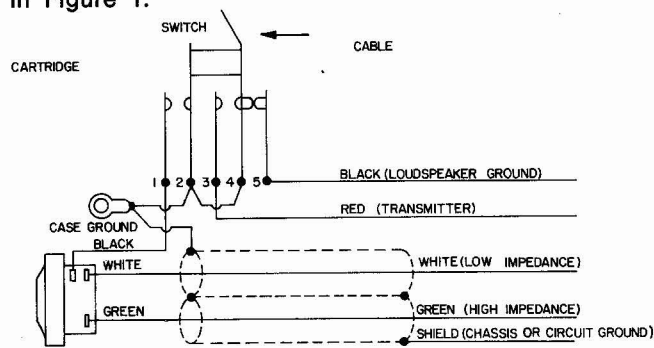 in Figure 1.
SWITCH
CABLE
CARTRIDGE
1 2 3 4 5
BLACK (LOUDSPEAKER GROUND)
RED (TRANSMITTER)
CASE GROUND
BLACK
WHITE
WHITE (LOW IMPEDANCE)
GREEN
GREEN (HIGH IMPEDANCE)
SHIELD (CHASSIS OR CIRCUIT GROUND)